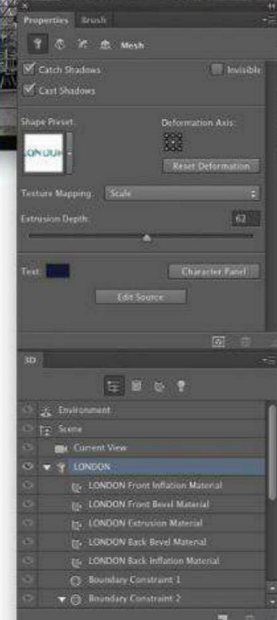 Properties Brush
Mesh
Catch Shadows Invisible
Cast Shadows
Shape Preset: Deformation Axis:
LONDON
Reset Deformation
Texture Mapping: Scale
Extrusion Depth: 62
Text: Character Panel
Edit Source
3D
Environment
Scene
Current View
LONDON
LONDON Front Inflation Material
LONDON Front Bevel Material
LONDON Extrusion Material
LONDON Back Bevel Material
LONDON Back Inflation Material
Boundary Constraint 1
Boundary Constraint 2